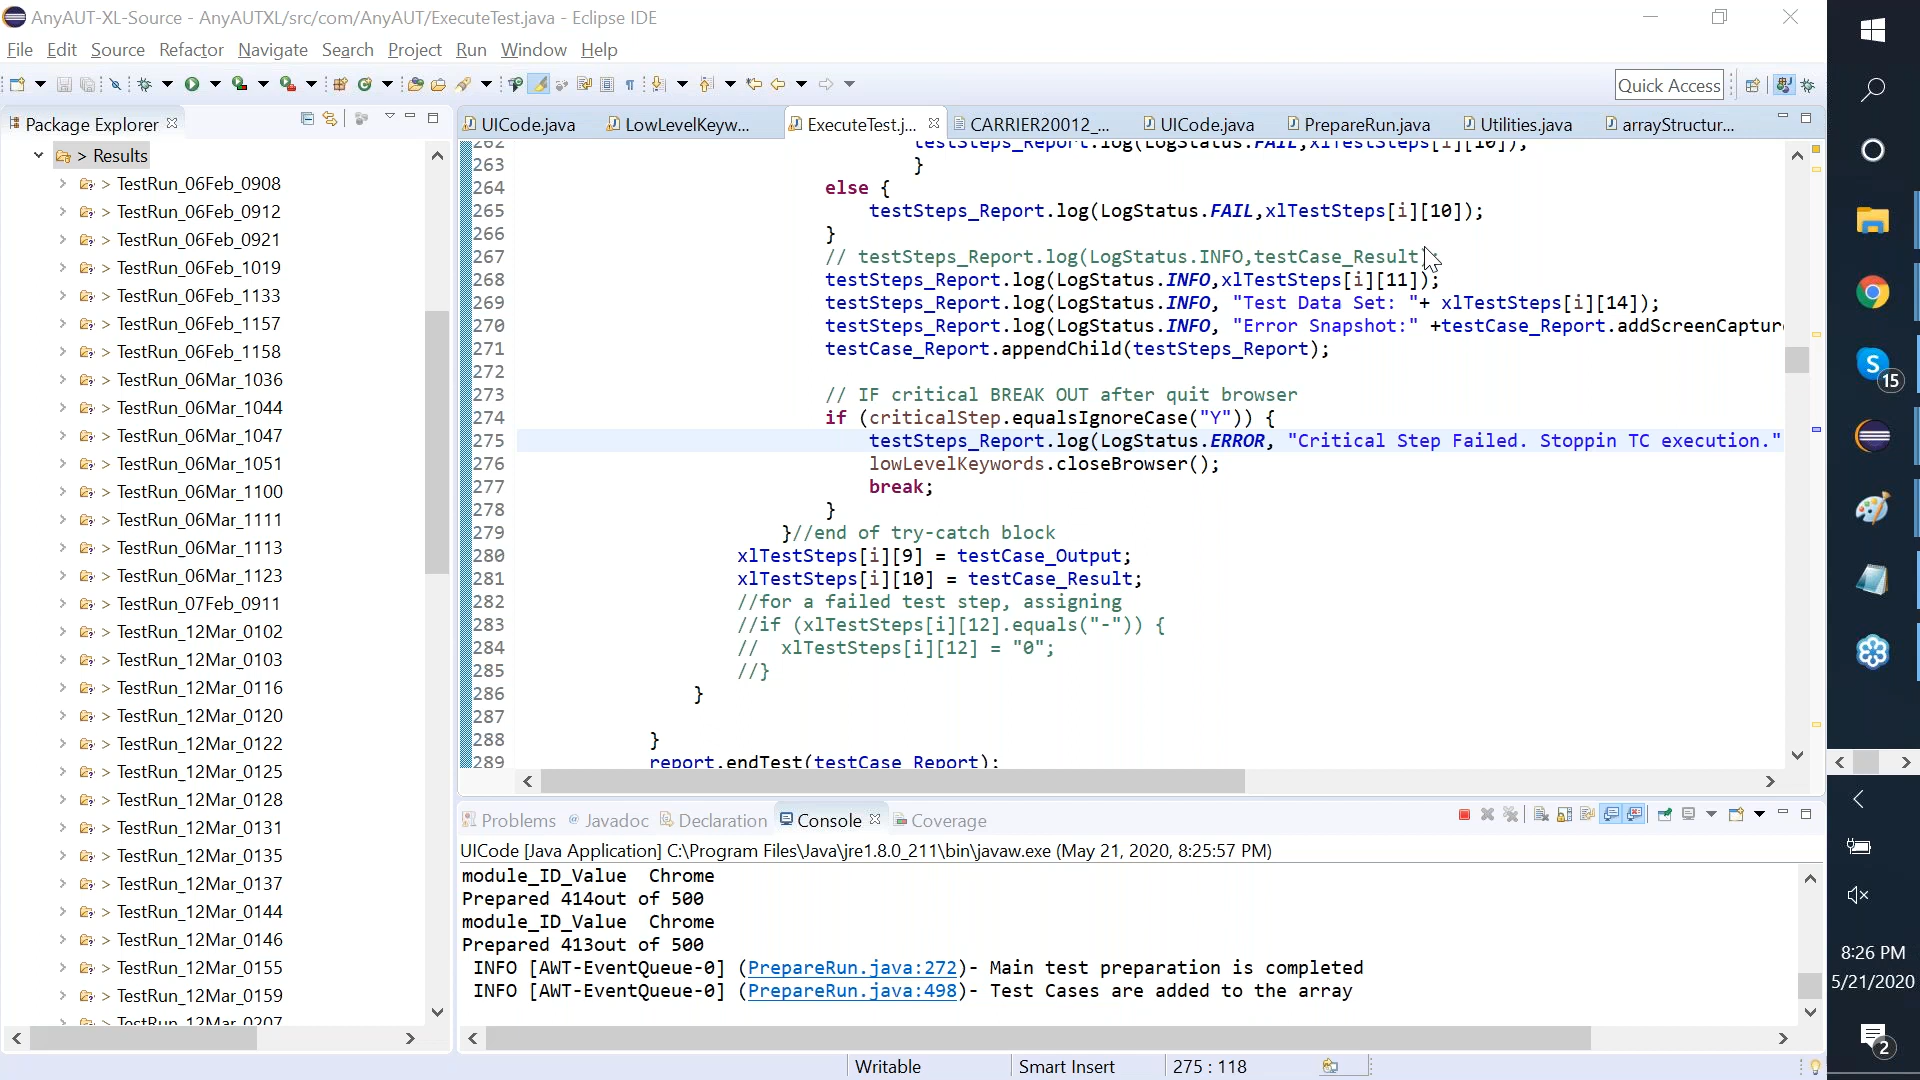 AnyAUT-XL-Source - AnyAUTXL/src/com/AnyAUT/ExecuteTest.java - Eclipse IDE
File Edit Source Refactor Navigate Search Project Run Window Help
Quick Access
Package Explorer
> Results
> TestRun_06Feb_0908
> TestRun_06Feb_0912
> TestRun_06Feb_0921
> TestRun_06Feb_1019
> TestRun_06Feb_1133
> TestRun_06Feb_1157
> TestRun_06Feb_1158
> TestRun_06Mar_1036
> TestRun_06Mar_1044
> TestRun_06Mar_1047
> TestRun_06Mar_1051
> TestRun_06Mar_1100
> TestRun_06Mar_1111
> TestRun_06Mar_1113
> TestRun_06Mar_1123
> TestRun_07Feb_0911
> TestRun_12Mar_0102
> TestRun_12Mar_0103
> TestRun_12Mar_0116
> TestRun_12Mar_0120
> TestRun_12Mar_0122
> TestRun_12Mar_0125
> TestRun_12Mar_0128
> TestRun_12Mar_0131
> TestRun_12Mar_0135
> TestRun_12Mar_0137
> TestRun_12Mar_0144
> TestRun_12Mar_0146
> TestRun_12Mar_0155
> TestRun_12Mar_0159
> TestRun_12Mar_0207
UICode.java LowLevelKeyw... ExecuteTest.j... CARRIER20012_... UICode.java PrepareRun.java Utilities.java arrayStructur...
262 testSteps_Report.log(LogStatus.FAIL,xlTestSteps[i][10]);
263 }
264 else {
265 testSteps_Report.log(LogStatus.FAIL,xlTestSteps[i][10]);
266 }
267 // testSteps_Report.log(LogStatus.INFO,testCase_Result
268 testSteps_Report.log(LogStatus.INFO,xlTestSteps[i][11]);
269 testSteps_Report.log(LogStatus.INFO, "Test Data Set: "+ xlTestSteps[i][14]);
270 testSteps_Report.log(LogStatus.INFO, "Error Snapshot:" +testCase_Report.addScreenCaptur
271 testCase_Report.appendChild(testSteps_Report);
272
273 // IF critical BREAK OUT after quit browser
274 if (criticalStep.equalsIgnoreCase("Y")) {
275 testSteps_Report.log(LogStatus.ERROR, "Critical Step Failed. Stoppin TC execution."
276 lowLevelKeywords.closeBrowser();
277 break;
278 }
279 }//end of try-catch block
280 xlTestSteps[i][9] = testCase_Output;
281 xlTestSteps[i][10] = testCase_Result;
282 //for a failed test step, assigning
283 //if (xlTestSteps[i][12].equals("-")) {
284 // xlTestSteps[i][12] = "0";
285 //}
286 }
287
288 }
289 report.endTest(testCase_Report);
Problems Javadoc Declaration Console Coverage
UICode [Java Application] C:\Program Files\Java\jre1.8.0_211\bin\javaw.exe (May 21, 2020, 8:25:57 PM)
module_ID_Value Chrome
Prepared 414out of 500
module_ID_Value Chrome
Prepared 413out of 500
INFO [AWT-EventQueue-0] (PrepareRun.java:272)- Main test preparation is completed
INFO [AWT-EventQueue-0] (PrepareRun.java:498)- Test Cases are added to the array
Writable Smart Insert 275 : 118
15
8:26 PM
5/21/2020
2